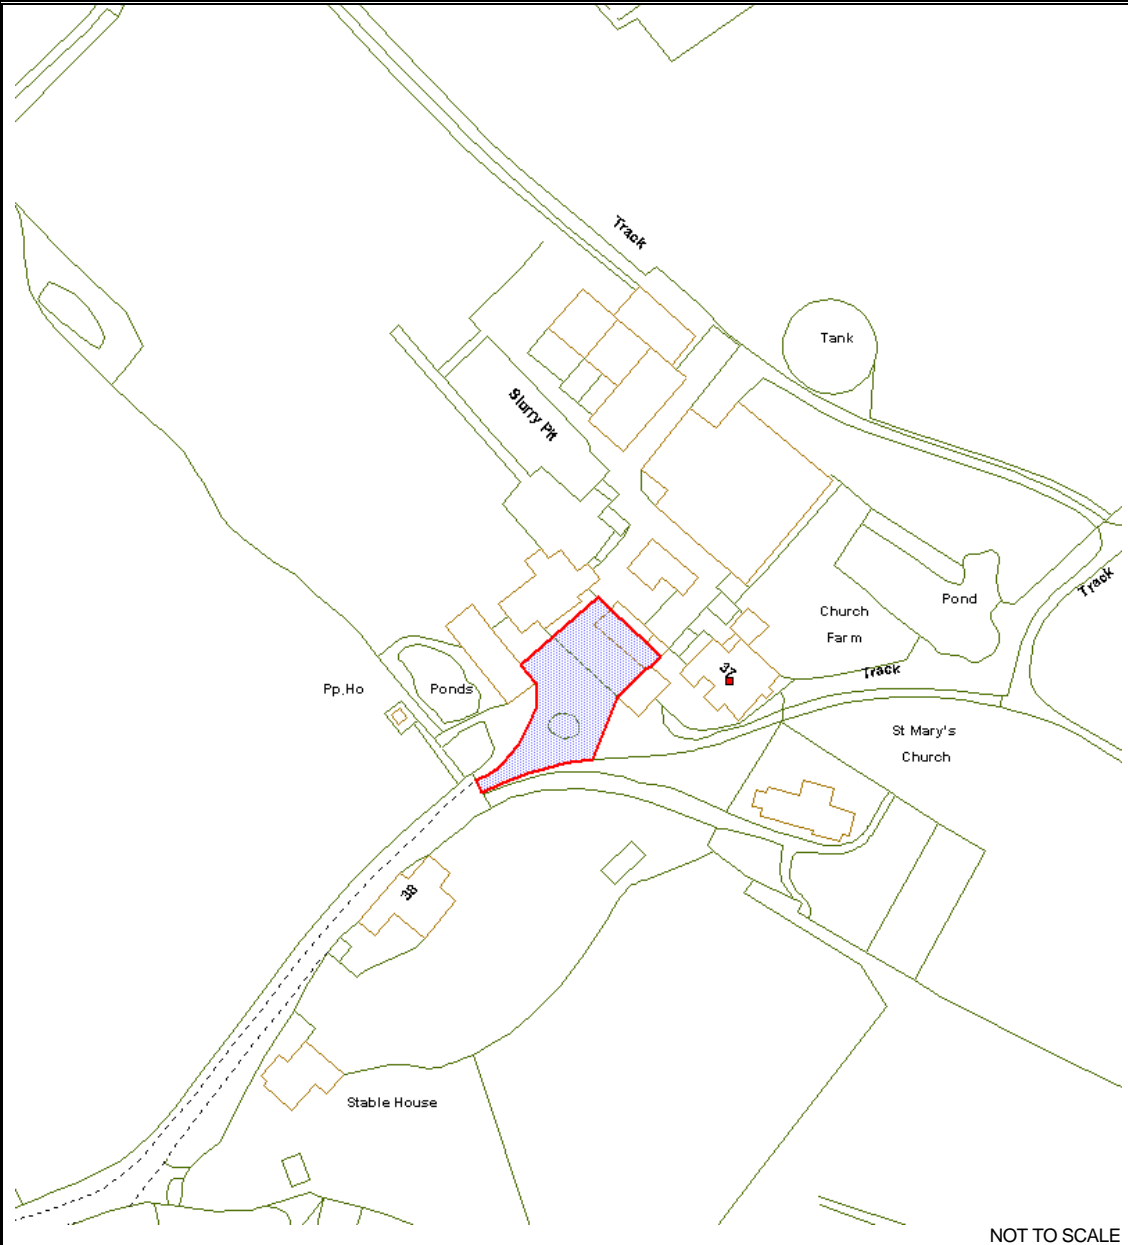 Track
Tank
Slurry Pit
Track
Pond
Church
Farm
37
Track
Pp,Ho
Ponds
St Mary's
Church
38
Stable House
NOT TO SCALE